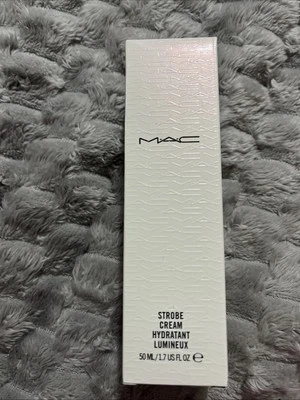 MAC
STROBE
CREAM
HYDRATANT
LUMINEUX
50 ML / 1.7 US FL OZ ℮